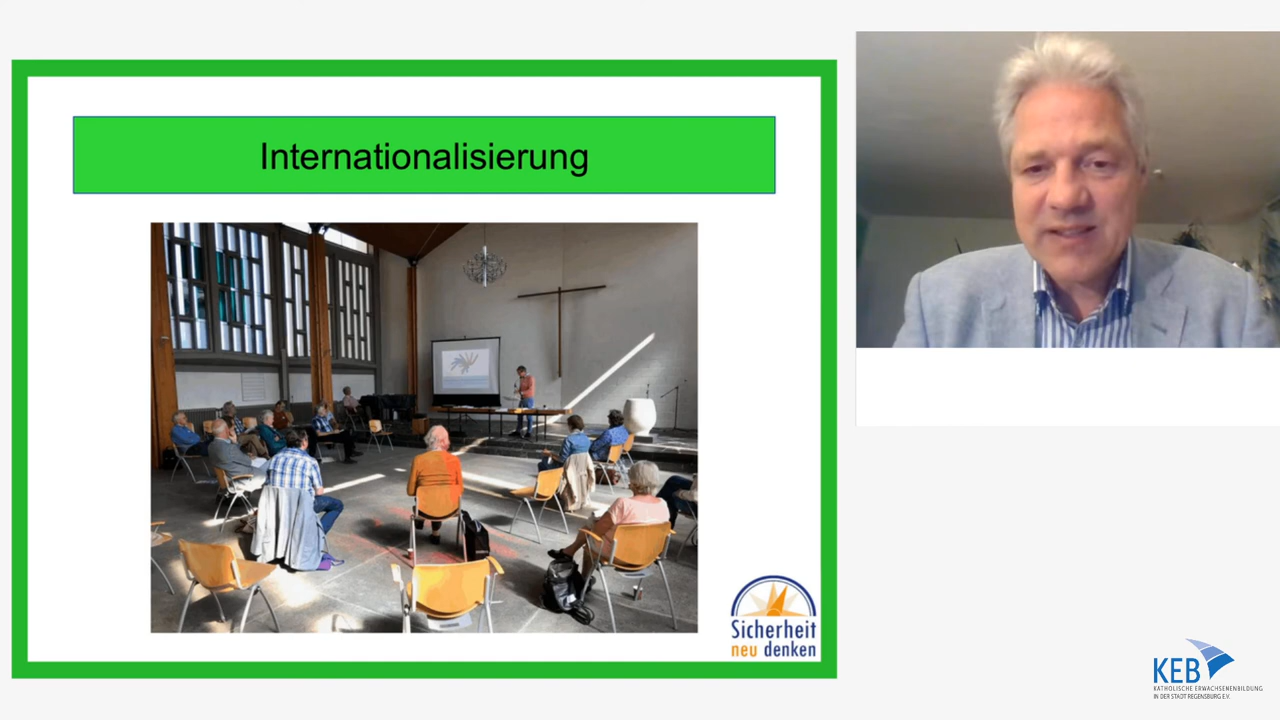 Internationalisierung
Sicherheit
neu denken
KEB
KATHOLISCHE ERWACHSENENBILDUNG
IN DER STADT REGENSBURG E.V.